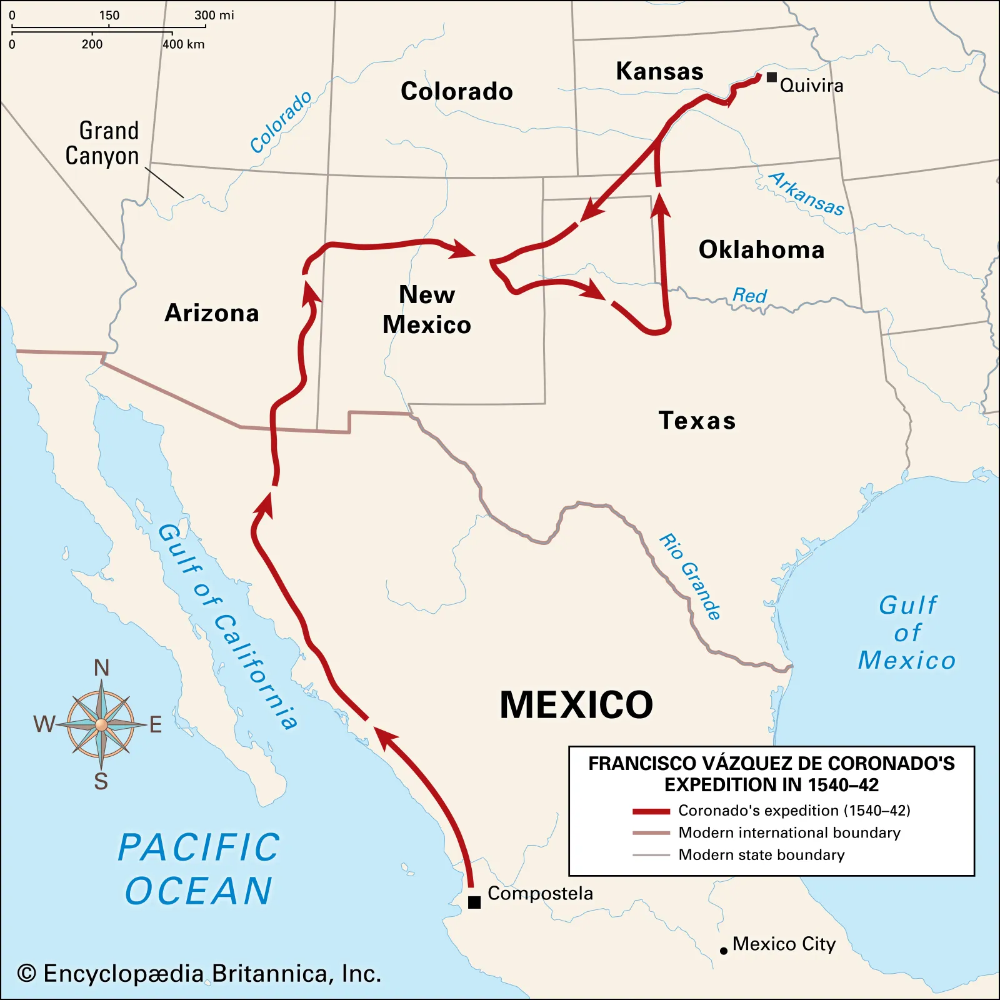 0 150 300 mi
0 200 400 km
Kansas
Quivira
Colorado
Colorado
Grand
Canyon
Arkansas
Oklahoma
Red
New
Mexico
Arizona
Texas
Gulf of California
Rio Grande
Gulf
of
Mexico
N
W E
S
MEXICO
FRANCISCO VÁZQUEZ DE CORONADO'S
EXPEDITION IN 1540–42
Coronado's expedition (1540–42)
Modern international boundary
Modern state boundary
PACIFIC
OCEAN
Compostela
Mexico City
© Encyclopædia Britannica, Inc.